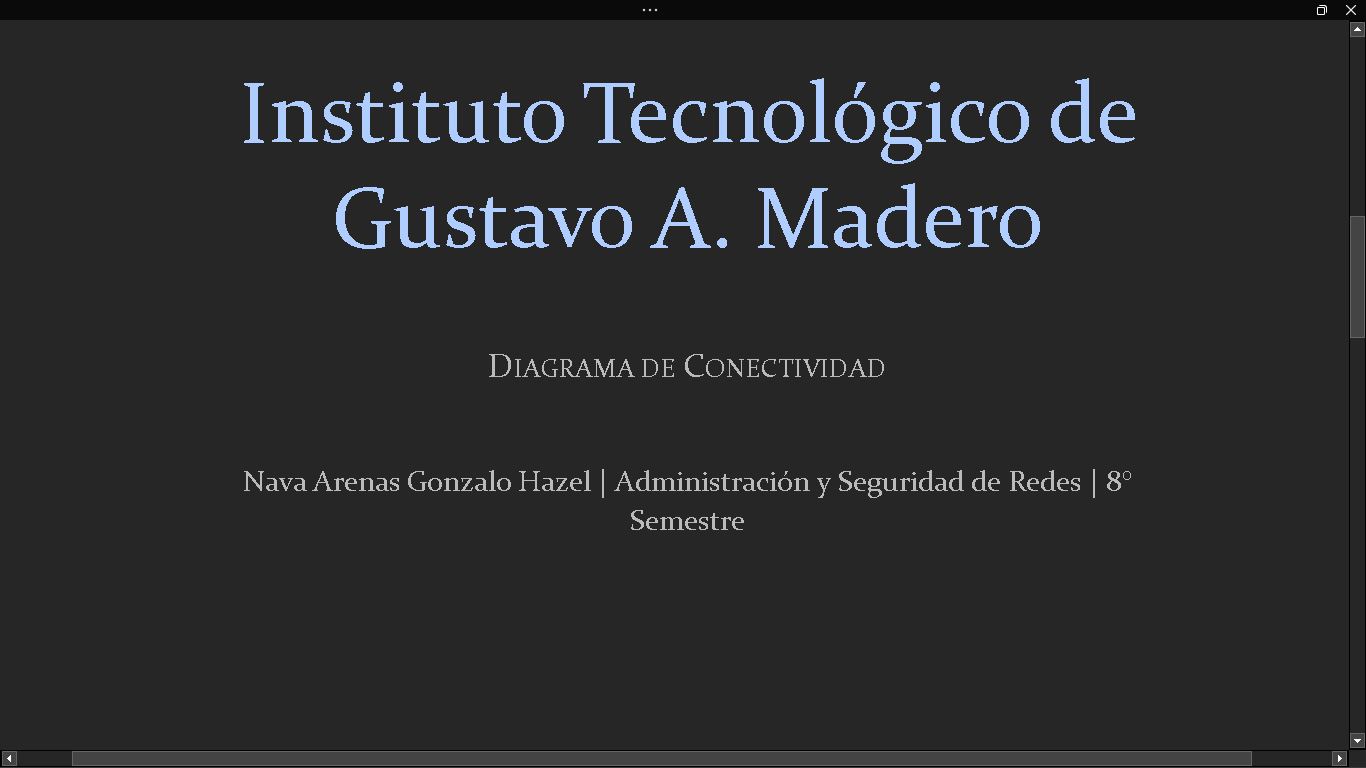 Instituto Tecnológico de
Gustavo A. Madero
Diagrama de Conectividad
Nava Arenas Gonzalo Hazel | Administración y Seguridad de Redes | 8°
Semestre